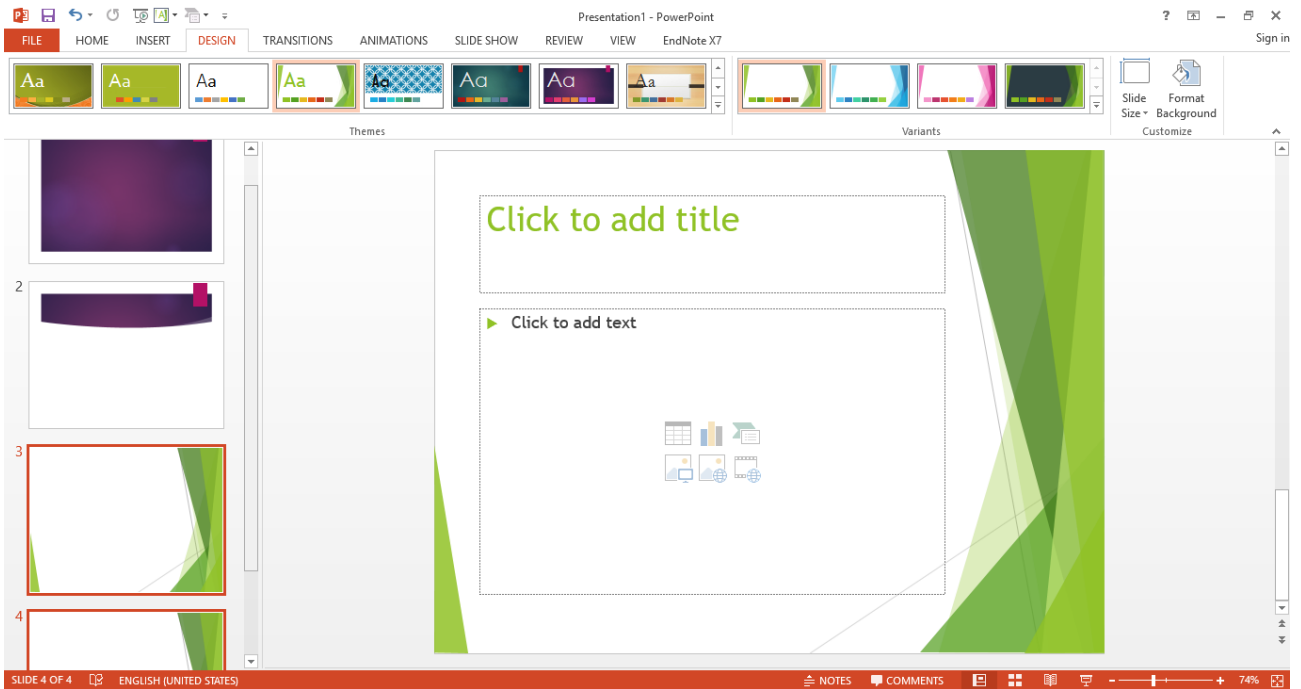 Presentation1 - PowerPoint
?
FILE HOME INSERT DESIGN TRANSITIONS ANIMATIONS SLIDE SHOW REVIEW VIEW EndNote X7 Sign in
Aa Aa Aa Aa Aa Aa Aa Aa
Slide Size
Format Background
Themes Variants Customize
2
3
4
Click to add title
Click to add text
SLIDE 4 OF 4 ENGLISH (UNITED STATES) NOTES COMMENTS 74%